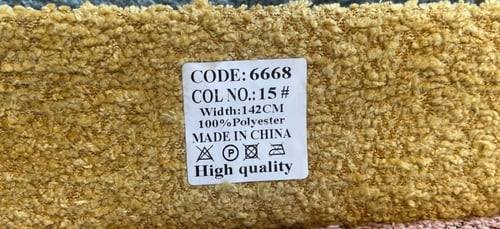 CODE: 6668
COL NO.: 15 #
Width:142CM
100%Polyester
MADE IN CHINA
P
High quality